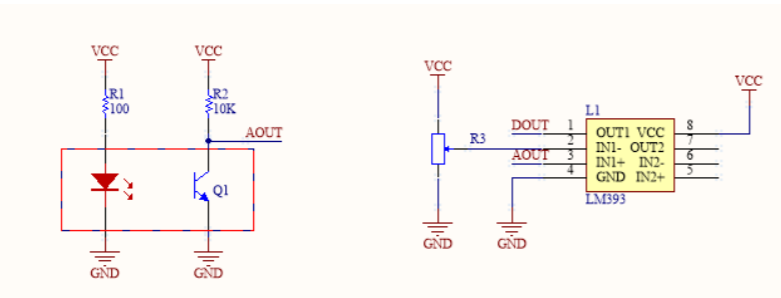 VCC
R1
100
GND
VCC
R2
10K
AOUT
Q1
GND
VCC
R3
GND
L1
DOUT 1 OUT1 VCC 8
2 IN1- OUT2 7
AOUT 3 IN1+ IN2- 6
4 GND IN2+ 5
LM393
GND
VCC